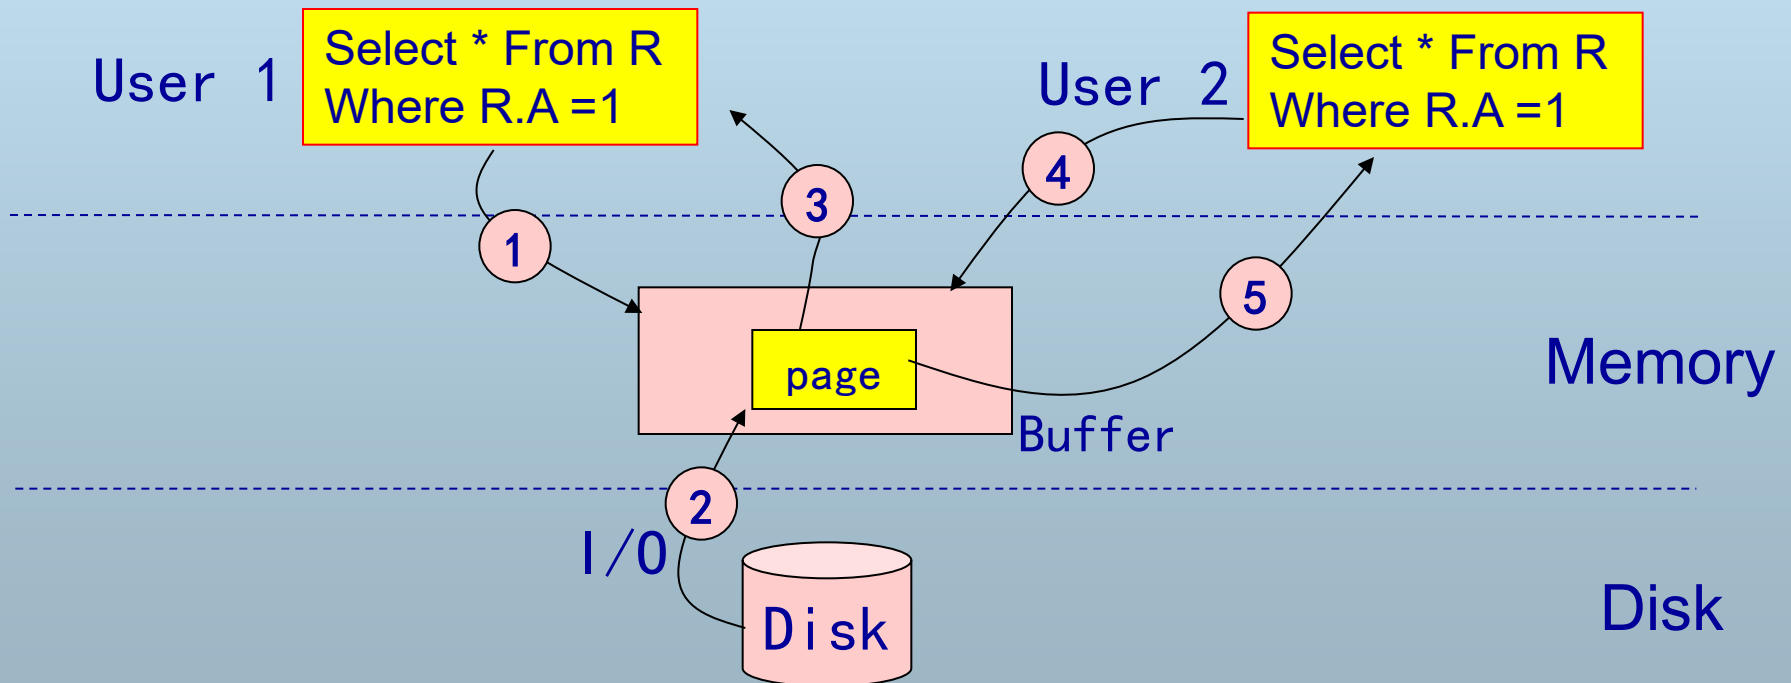 User 1
Select * From R
Where R.A =1
User 2
Select * From R
Where R.A =1
3
4
1
5
page
Memory
Buffer
2
I/O
Disk
Disk